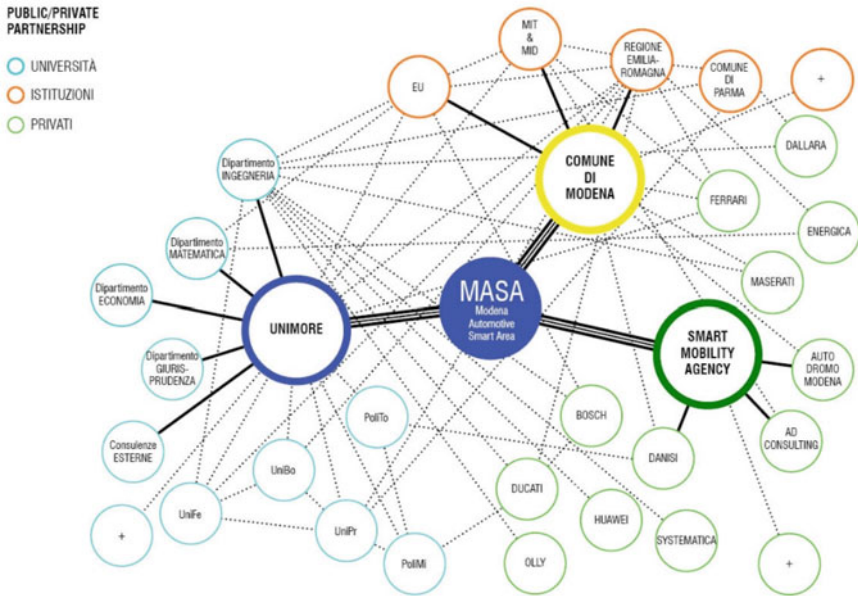 PUBLIC/PRIVATE
PARTNERSHIP
UNIVERSITÀ
ISTITUZIONI
PRIVATI
MIT
&
MID
EU
REGIONE
EMILIA-
ROMAGNA
COMUNE
DI
PARMA
+
DALLARA
Dipartimento
INGEGNERIA
COMUNE
DI
MODENA
FERRARI
ENERGICA
Dipartimento
MATEMATICA
MASERATI
Dipartimento
ECONOMIA
UNIMORE
MASA
Modena
Automotive
Smart Area
SMART
MOBILITY
AGENCY
Dipartimento
GIURIS-
PRUDENZA
AUTO
DROMO
MODENA
PoliTo
BOSCH
Consulenze
ESTERNE
DANISI
AD
CONSULTING
UniBo
DUCATI
UniFe
UniPr
HUAWEI
SYSTEMATICA
+
PoliMi
OLLY
+